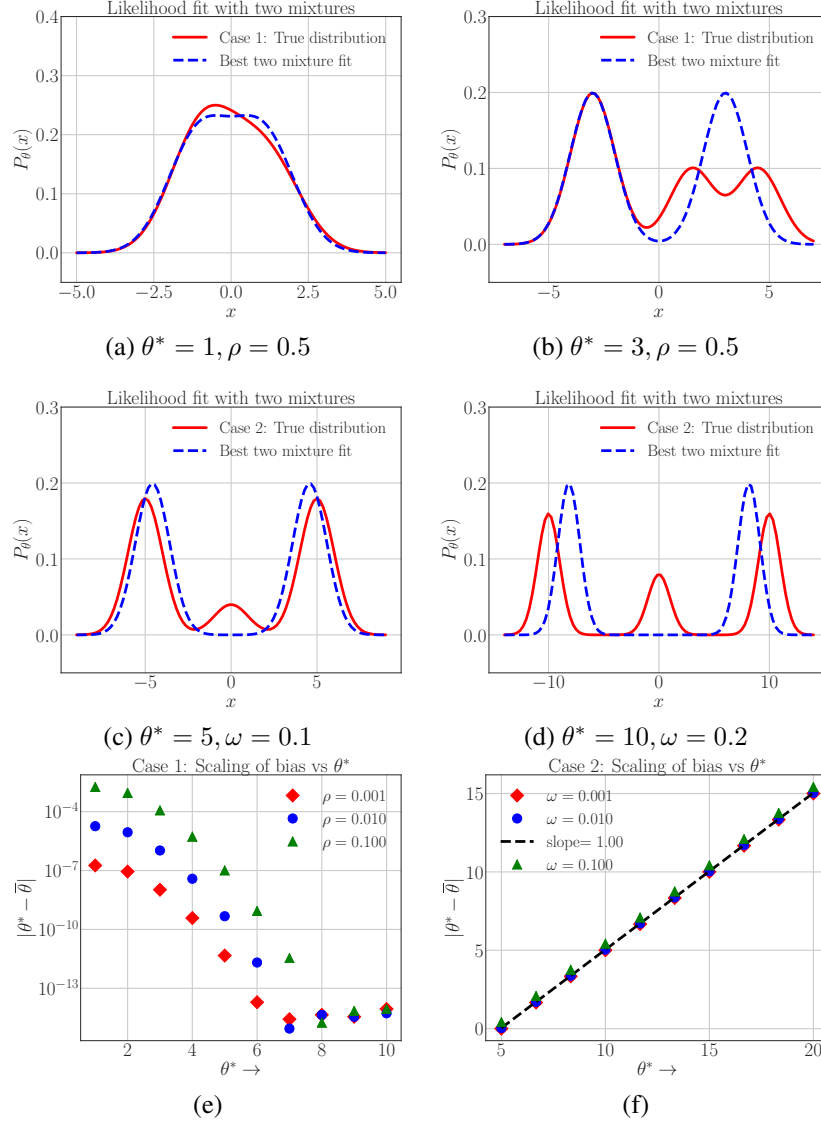 Likelihood fit with two mixtures
0.4
0.3
0.2
0.1
0.0
P_θ(x)
Case 1: True distribution
Best two mixture fit
−5.0 −2.5 0.0 2.5 5.0
x
(a) θ* = 1, ρ = 0.5
Likelihood fit with two mixtures
0.3
0.2
0.1
0.0
P_θ(x)
Case 1: True distribution
Best two mixture fit
−5 0 5
x
(b) θ* = 3, ρ = 0.5
Likelihood fit with two mixtures
0.3
0.2
0.1
0.0
P_θ(x)
Case 2: True distribution
Best two mixture fit
−5 0 5
x
(c) θ* = 5, ω = 0.1
Likelihood fit with two mixtures
0.3
0.2
0.1
0.0
P_θ(x)
Case 2: True distribution
Best two mixture fit
−10 0 10
x
(d) θ* = 10, ω = 0.2
Case 1: Scaling of bias vs θ*
10⁻⁴
10⁻⁷
10⁻¹⁰
10⁻¹³
|θ* − θ̅|
ρ = 0.001
ρ = 0.010
ρ = 0.100
2 4 6 8 10
θ* →
(e)
Case 2: Scaling of bias vs θ*
15
10
5
0
|θ* − θ̅|
ω = 0.001
ω = 0.010
slope= 1.00
ω = 0.100
5 10 15 20
θ* →
(f)